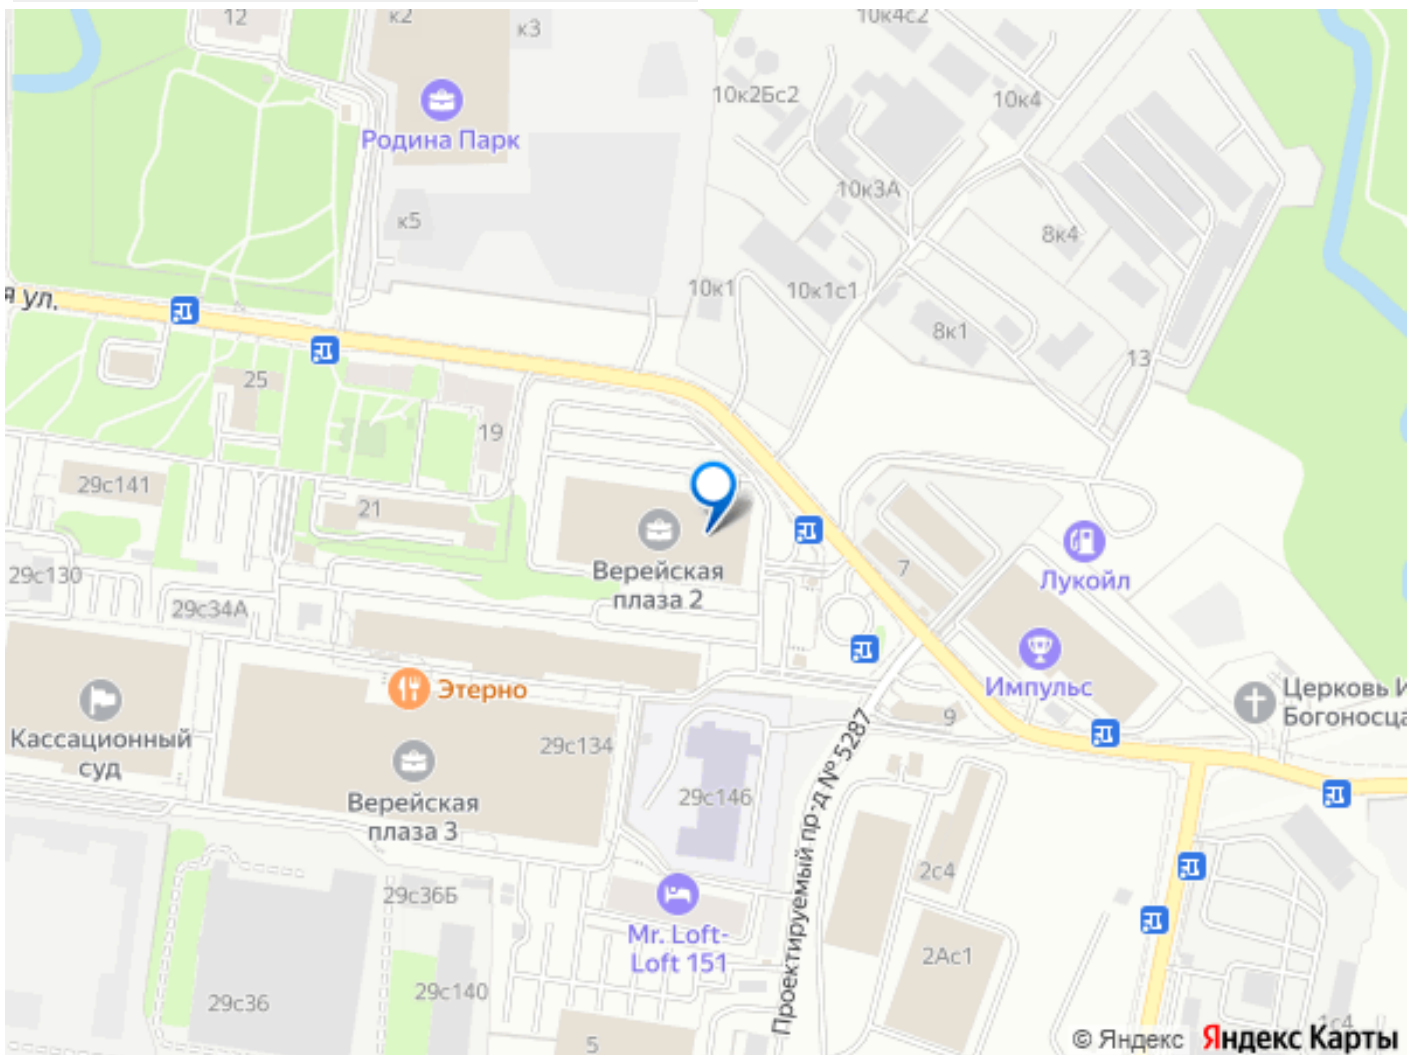 12
к2
к3
10к4с2
10к2Бс2
10к4
Родина Парк
к5
10к3А
8к4
я ул.
10к1
10к1с1
8к1
13
25
19
29с141
21
Верейская
плаза 2
7
Лукойл
29с130
29с34А
Этерно
Импульс
Церковь И
Богоносца
Кассационный
суд
29с134
9
Проектируемый пр-д № 5287
Верейская
плаза 3
29с146
2с4
29с36Б
Mr. Loft-
Loft 151
2Ас1
29с36
29с140
5
1с4
© Яндекс Яндекс Карты